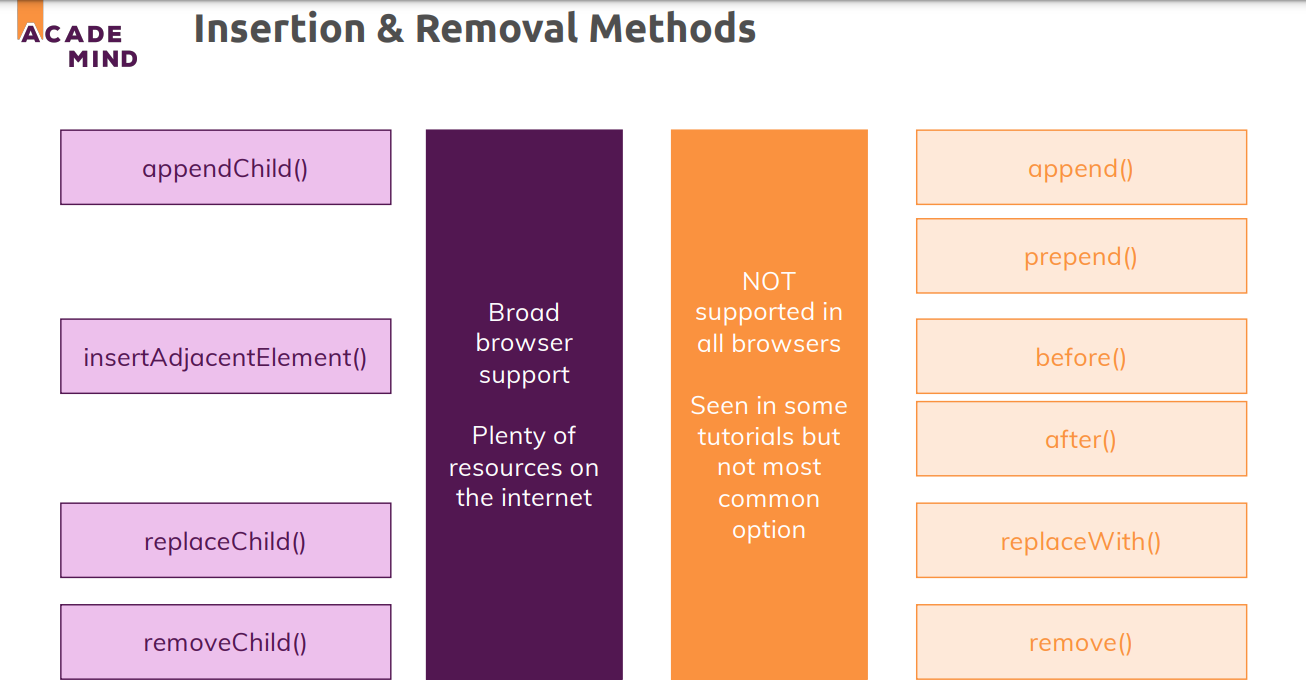 ACADE
MIND
Insertion & Removal Methods
appendChild()
insertAdjacentElement()
replaceChild()
removeChild()
Broad
browser
support
Plenty of
resources on
the internet
NOT
supported in
all browsers
Seen in some
tutorials but
not most
common
option
append()
prepend()
before()
after()
replaceWith()
remove()